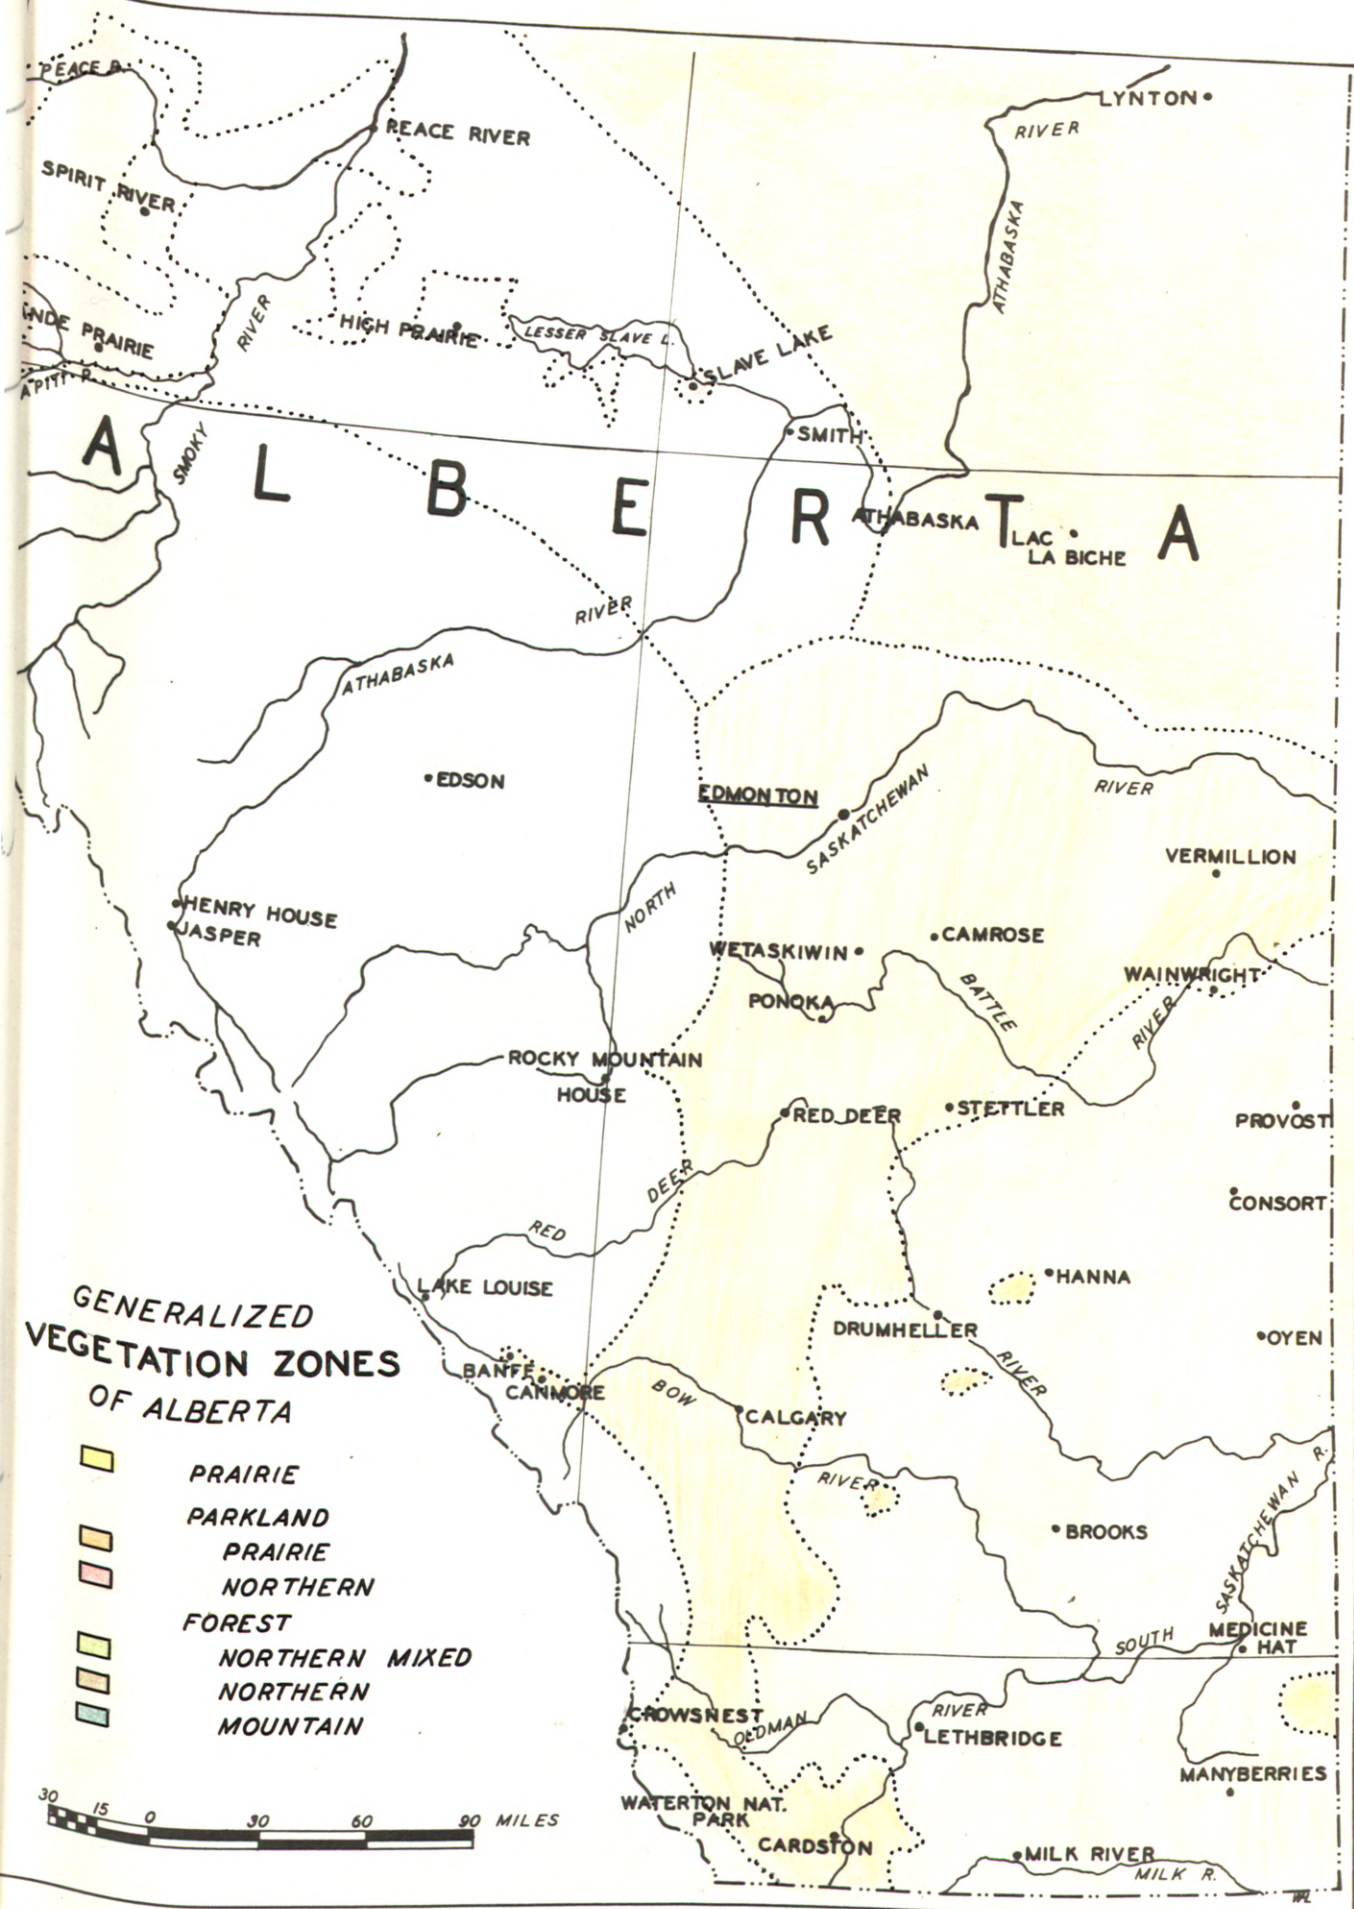 PEACE R.
LYNTON
RIVER
PEACE RIVER
SPIRIT RIVER
ATHABASKA
RIVER
NDE PRAIRIE
HIGH PRAIRIE
LESSER SLAVE L.
SLAVE LAKE
APITI R.
SMOKY
SMITH
ALBERTA
ATHABASKA
LAC
LA BICHE
RIVER
ATHABASKA
EDSON
EDMONTON
SASKATCHEWAN
RIVER
VERMILLION
HENRY HOUSE
JASPER
NORTH
WETASKIWIN
CAMROSE
PONOKA
BATTLE
WAINWRIGHT
RIVER
ROCKY MOUNTAIN
HOUSE
RED DEER
STETTLER
PROVOST
DEER
RED
CONSORT
LAKE LOUISE
HANNA
GENERALIZED
VEGETATION ZONES
OF ALBERTA
DRUMHELLER
OYEN
RIVER
BANFF
CANMORE
BOW
CALGARY
RIVER
BROOKS
SASKATCHEWAN R.
PRAIRIE
PARKLAND
PRAIRIE
NORTHERN
FOREST
NORTHERN MIXED
NORTHERN
MOUNTAIN
SOUTH
MEDICINE
HAT
CROWSNEST
OLDMAN
RIVER
LETHBRIDGE
MANYBERRIES
WATERTON NAT.
PARK
CARDSTON
MILK RIVER
MILK R.
30 15 0 30 60 90 MILES